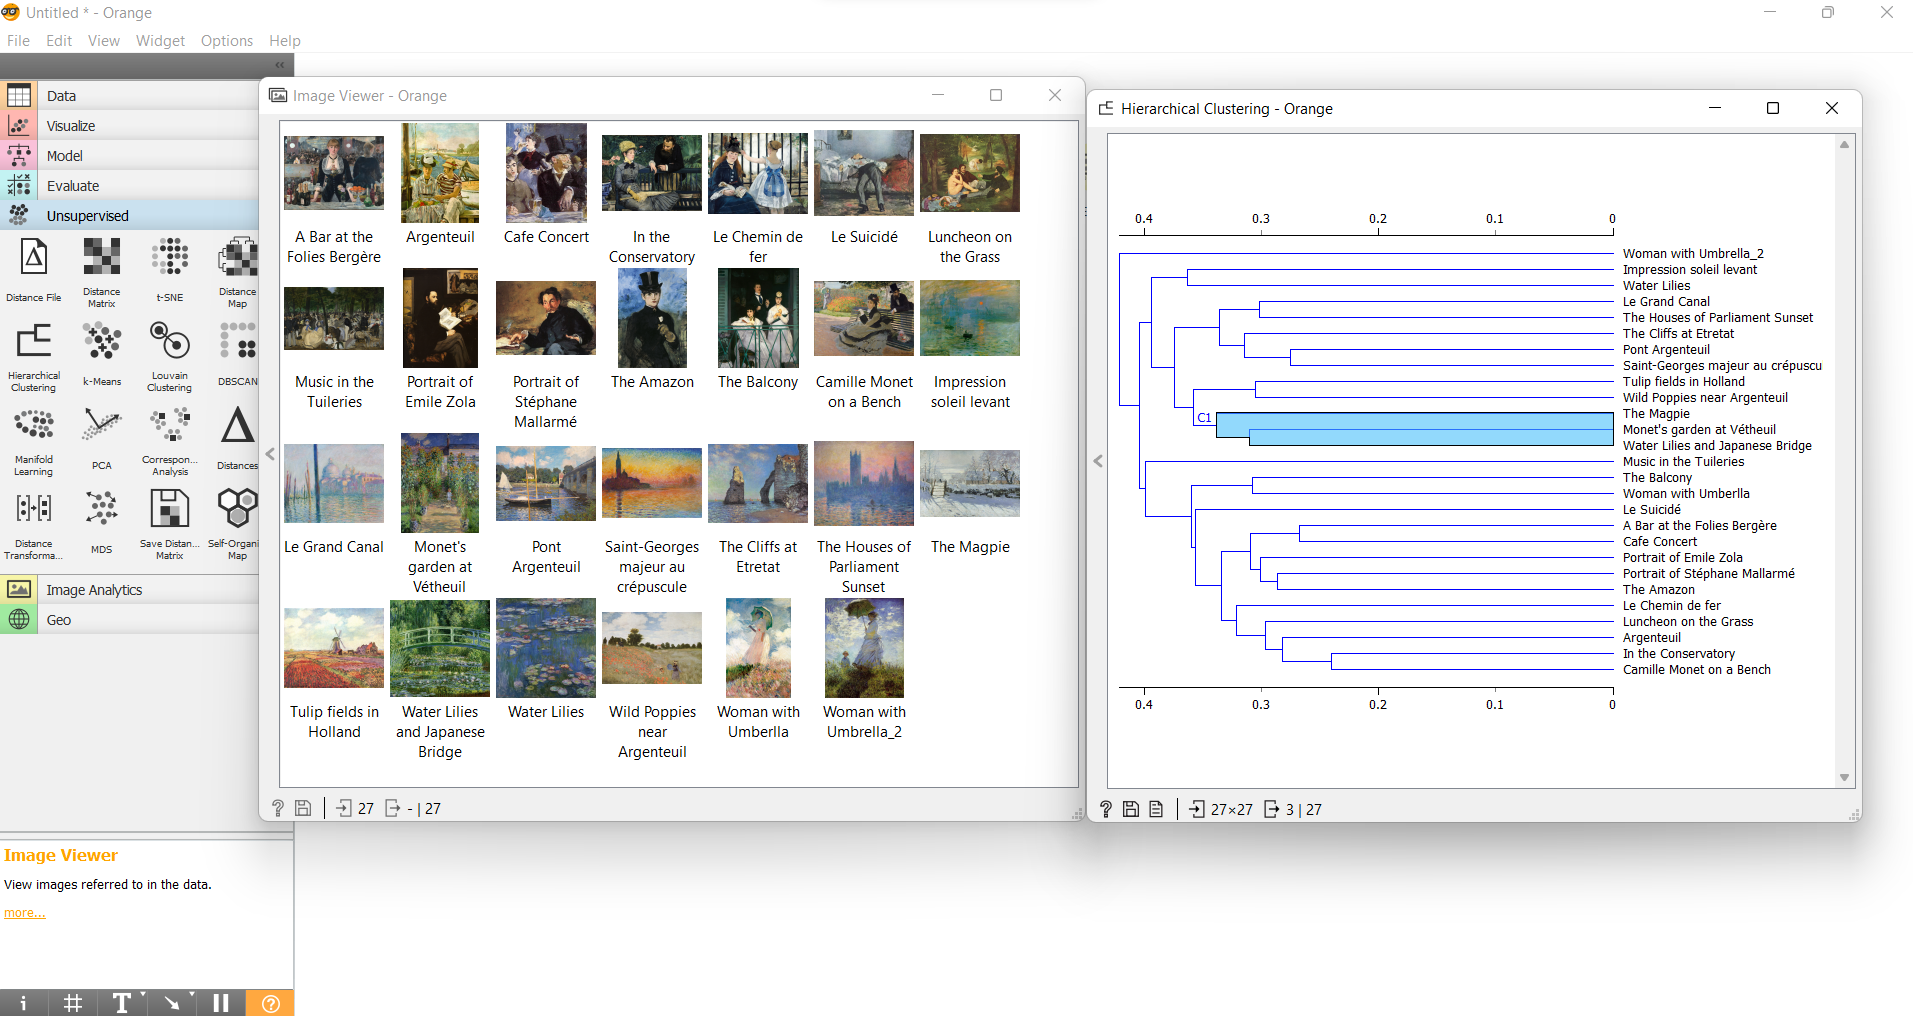 Untitled * - Orange
File Edit View Widget Options Help
Data
Visualize
Model
Evaluate
Unsupervised
Distance File
Distance Matrix
t-SNE
Distance Map
Hierarchical Clustering
k-Means
Louvain Clustering
DBSCAN
Manifold Learning
PCA
Correspon... Analysis
Distances
Distance Transforma...
MDS
Save Distan... Matrix
Self-Organi Map
Image Analytics
Geo
Image Viewer
View images referred to in the data.
more...
Image Viewer - Orange
A Bar at the
Folies Bergère
Argenteuil
Cafe Concert
In the
Conservatory
Le Chemin de
fer
Le Suicidé
Luncheon on
the Grass
Music in the
Tuileries
Portrait of
Emile Zola
Portrait of
Stéphane
Mallarmé
The Amazon
The Balcony
Camille Monet
on a Bench
Impression
soleil levant
Le Grand Canal
Monet's
garden at
Vétheuil
Pont
Argenteuil
Saint-Georges
majeur au
crépuscule
The Cliffs at
Etretat
The Houses of
Parliament
Sunset
The Magpie
Tulip fields in
Holland
Water Lilies
and Japanese
Bridge
Water Lilies
Wild Poppies
near
Argenteuil
Woman with
Umberlla
Woman with
Umbrella_2
27 - | 27
Hierarchical Clustering - Orange
0.4 0.3 0.2 0.1 0
Woman with Umbrella_2
Impression soleil levant
Water Lilies
Le Grand Canal
The Houses of Parliament Sunset
The Cliffs at Etretat
Pont Argenteuil
Saint-Georges majeur au crépuscu
Tulip fields in Holland
Wild Poppies near Argenteuil
C1
The Magpie
Monet's garden at Vétheuil
Water Lilies and Japanese Bridge
Music in the Tuileries
The Balcony
Woman with Umberlla
Le Suicidé
A Bar at the Folies Bergère
Cafe Concert
Portrait of Emile Zola
Portrait of Stéphane Mallarmé
The Amazon
Le Chemin de fer
Luncheon on the Grass
Argenteuil
In the Conservatory
Camille Monet on a Bench
0.4 0.3 0.2 0.1 0
27×27 3 | 27